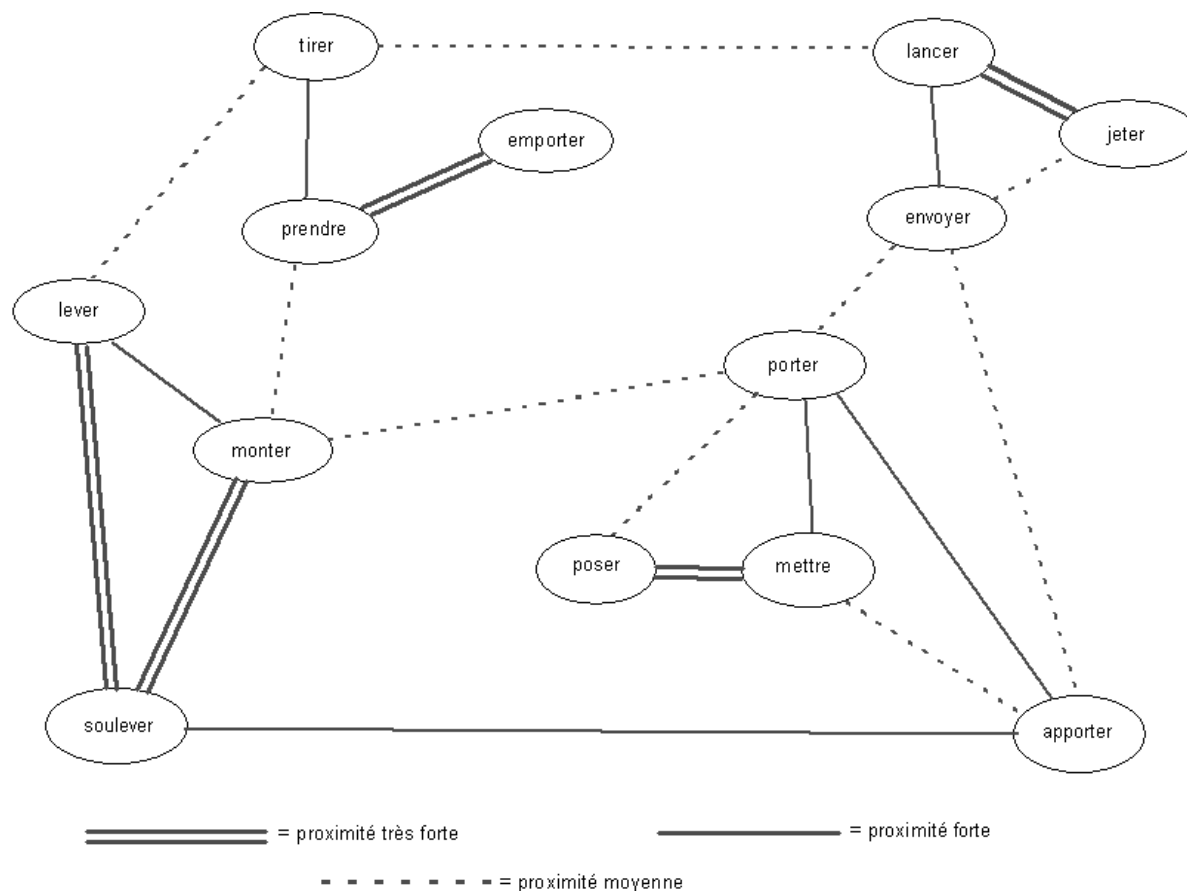 tirer
lancer
emporter
jeter
prendre
envoyer
lever
porter
monter
poser
mettre
soulever
apporter
= proximité très forte
= proximité forte
= proximité moyenne